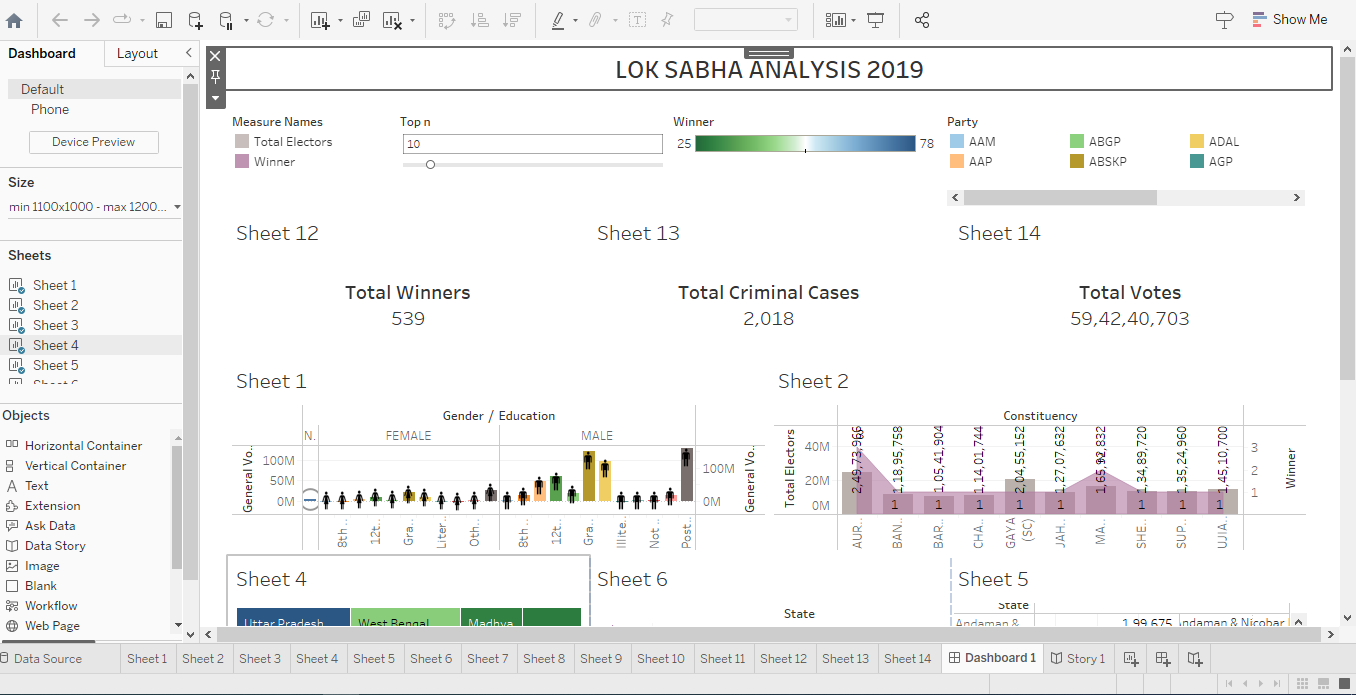 Show Me
Dashboard
Layout
Default
Phone
Device Preview
Size
min 1100x1000 - max 1200...
Sheets
Sheet 1
Sheet 2
Sheet 3
Sheet 4
Sheet 5
Objects
Horizontal Container
Vertical Container
Text
Extension
Ask Data
Data Story
Image
Blank
Workflow
Web Page
LOK SABHA ANALYSIS 2019
Measure Names
Total Electors
Winner
Top n
10
Winner
25 78
Party
AAM ABGP ADAL
AAP ABSKP AGP
Sheet 12 Sheet 13 Sheet 14
Total Winners Total Criminal Cases Total Votes
539 2,018 59,42,40,703
Sheet 1
Gender / Education
N. FEMALE MALE
General Vo..
100M
50M
0M
100M
0M
General Vo..
8th .. 12t.. Gra.. Liter.. Oth.. 8th .. 12t.. Gra.. Illite.. Not .. Post..
Sheet 2
Constituency
Total Electors
40M
20M
0M
2,49,73,966 1,18,95,758 1,05,41,904 1,14,01,744 2,04,55,152 1,27,07,632 1,65,92,832 1,34,89,720 1,35,24,960 1,45,10,700
1 1 1 1 1 1 1 1
3
2
1
Winner
AUR.. BAN.. BAR.. CHA.. GAYA (SC) JAH.. MA.. SHE.. SUP.. UJIA..
Sheet 4 Sheet 6 Sheet 5
Uttar Pradesh West Bengal Madhya
State
State
Andaman & 1,99,675 Andaman & Nicobar
Data Source Sheet 1 Sheet 2 Sheet 3 Sheet 4 Sheet 5 Sheet 6 Sheet 7 Sheet 8 Sheet 9 Sheet 10 Sheet 11 Sheet 12 Sheet 13 Sheet 14 Dashboard 1 Story 1